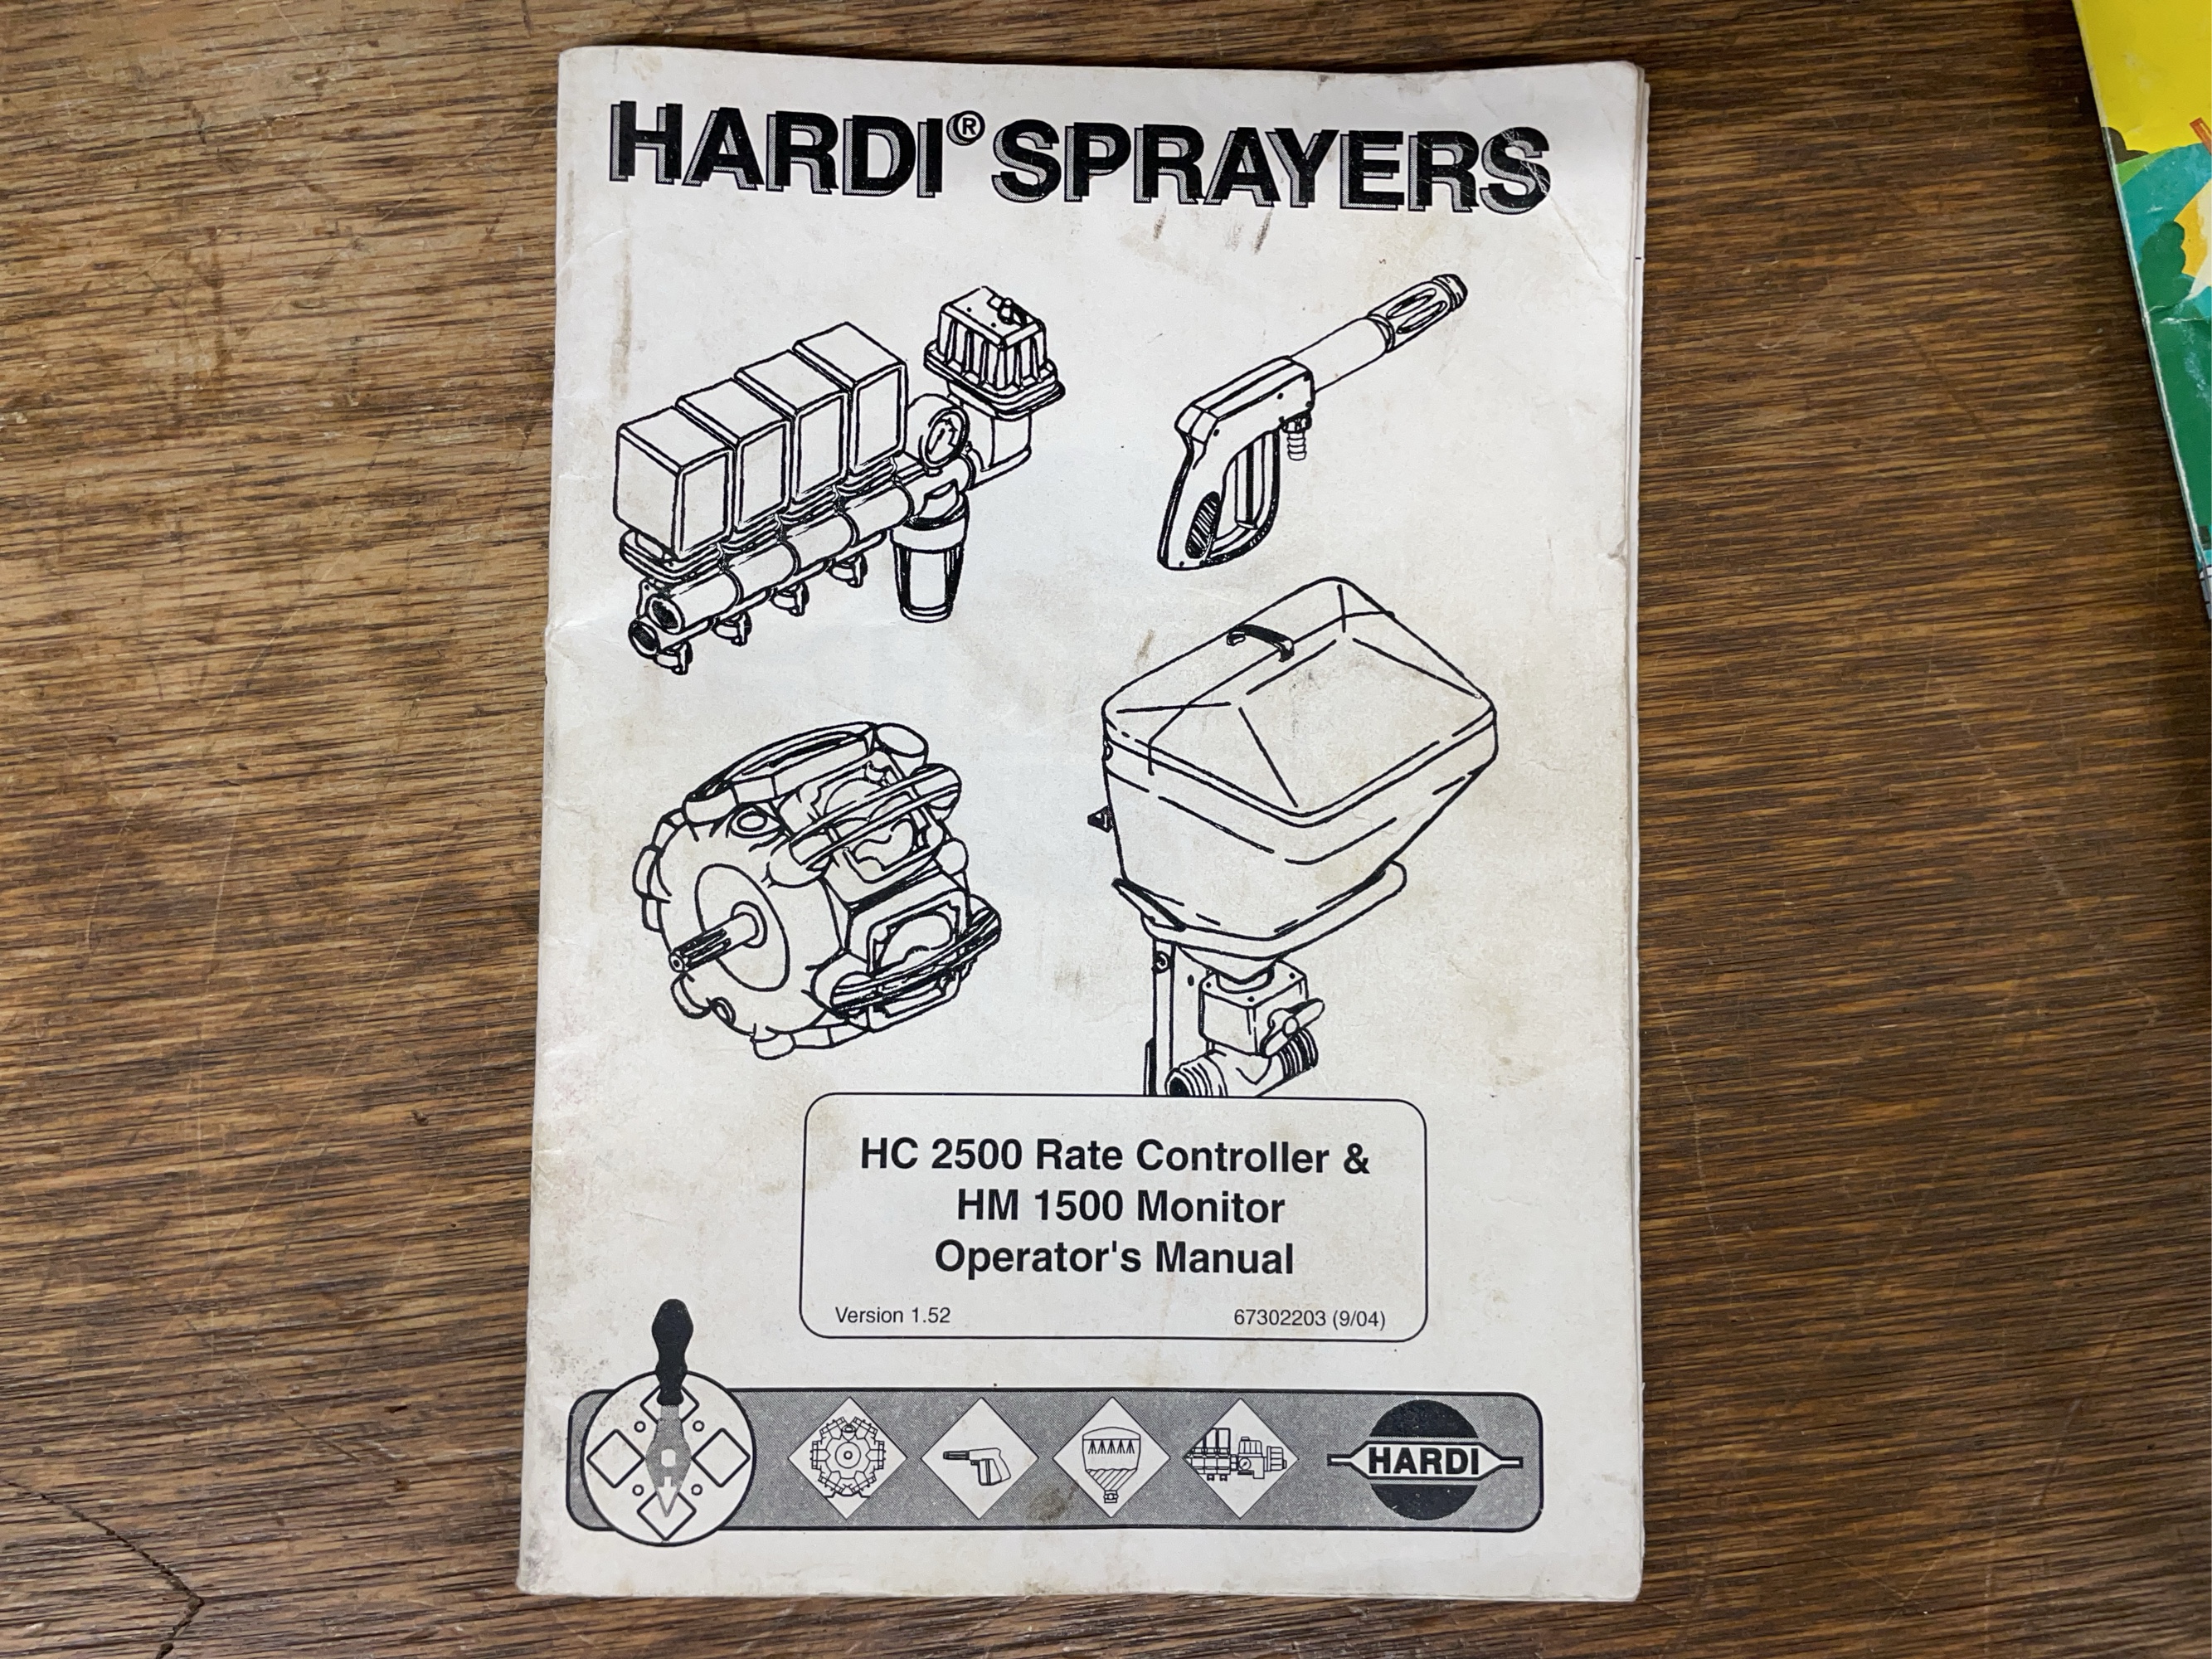 HARDI® SPRAYERS
HC 2500 Rate Controller &
HM 1500 Monitor
Operator's Manual
Version 1.52
67302203 (9/04)
HARDI